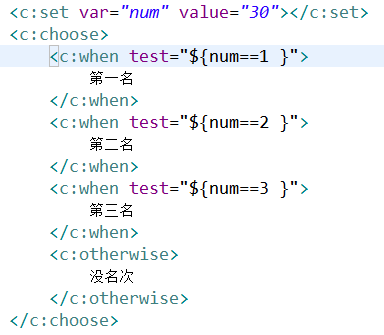 <c:set var="num" value="30"></c:set>
<c:choose>
<c:when test="${num==1 }">
第一名
</c:when>
<c:when test="${num==2 }">
第二名
</c:when>
<c:when test="${num==3 }">
第三名
</c:when>
<c:otherwise>
没名次
</c:otherwise>
</c:choose>